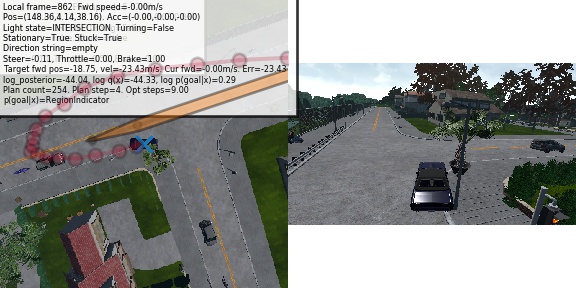 Local frame=862. Fwd speed=-0.00m/s
Pos=(148.36,4.14,38.16). Acc=(-0.00,-0.00,-0.00)
Light state=INTERSECTION. Turning=False
Stationary=True. Stuck=True
Direction string=empty
Steer=-0.11, Throttle=0.00, Brake=1.00
Target fwd pos=-18.75, vel=-23.43m/s. Cur fwd=-0.00m/s. Err=-23.43
log_posterior=-44.04, log d(x)=-44.33, log p(goal|x)=0.29
Plan count=254. Plan step=4. Opt steps=9.00
p(goal|x)=RegionIndicator